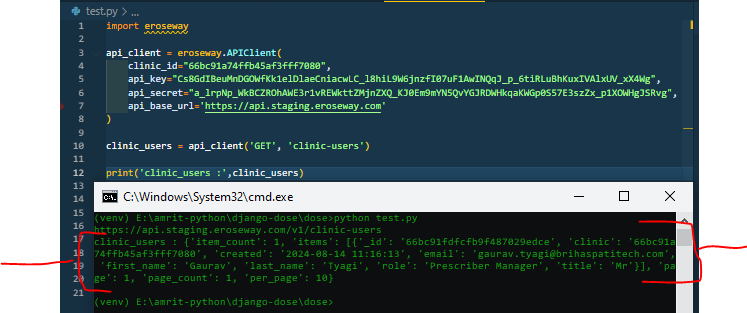 test.py > ...
1 import eroseway
2
3 api_client = eroseway.APIClient(
4 clinic_id="66bc91a74ffb45af3fff7080",
5 api_key="Cs8GdIBeuMnDGOWfKk1elDlaeCniacwLC_l8hiL9W6jnzfI07uF1AwINQqJ_p_6tiRLuBhKuxIVAlxUV_xX4Wg",
6 api_secret="a_lrpNp_WkBCZROhAWE3r1vREWkttZMjnZXQ_KJ0Em9mYN5QvYGJRDWHkqaKWGp0S57E3szZx_p1XOWHgJSRvg",
7 api_base_url='https://api.staging.eroseway.com'
8 )
9
10 clinic_users = api_client('GET', 'clinic-users')
11
12 print('clinic_users :',clinic_users)
13
14
15
16
17
18
19
20
21
C:\Windows\System32\cmd.exe
(venv) E:\amrit-python\django-dose\dose>python test.py
https://api.staging.eroseway.com/v1/clinic-users
clinic_users : {'item_count': 1, 'items': [{'_id': '66bc91fdfcfb9f487029edce', 'clinic': '66bc91a
74ffb45af3fff7080', 'created': '2024-08-14 11:16:13', 'email': 'gaurav.tyagi@brihaspatitech.com',
'first_name': 'Gaurav', 'last_name': 'Tyagi', 'role': 'Prescriber Manager', 'title': 'Mr'}], 'pa
ge': 1, 'page_count': 1, 'per_page': 10}
(venv) E:\amrit-python\django-dose\dose>